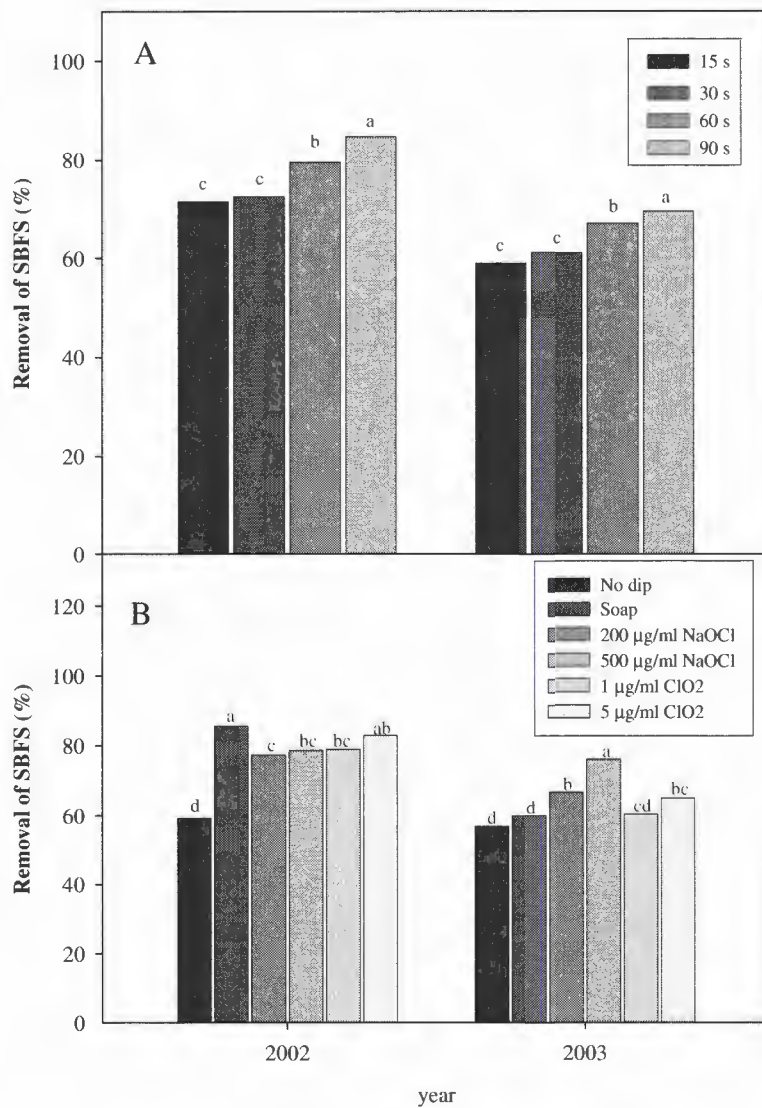 A
15 s
30 s
60 s
90 s
Removal of SBFS (%)
100
80
60
40
20
0
c
c
b
a
c
c
b
a
B
No dip
Soap
200 µg/ml NaOCl
500 µg/ml NaOCl
1 µg/ml ClO2
5 µg/ml ClO2
Removal of SBFS (%)
120
100
80
60
40
20
0
d
a
c
bc
bc
ab
d
d
b
a
cd
bc
2002
2003
year